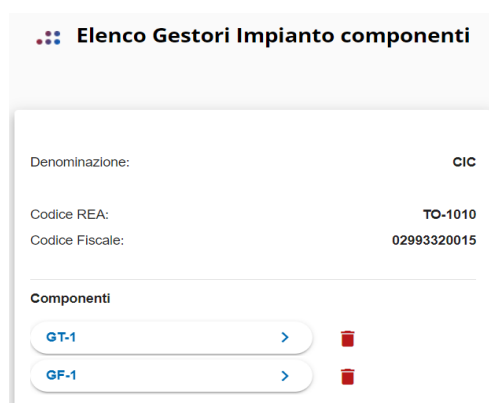 Elenco Gestori Impianto componenti
Denominazione: CIC
Codice REA: TO-1010
Codice Fiscale: 02993320015
Componenti
GT-1
GF-1